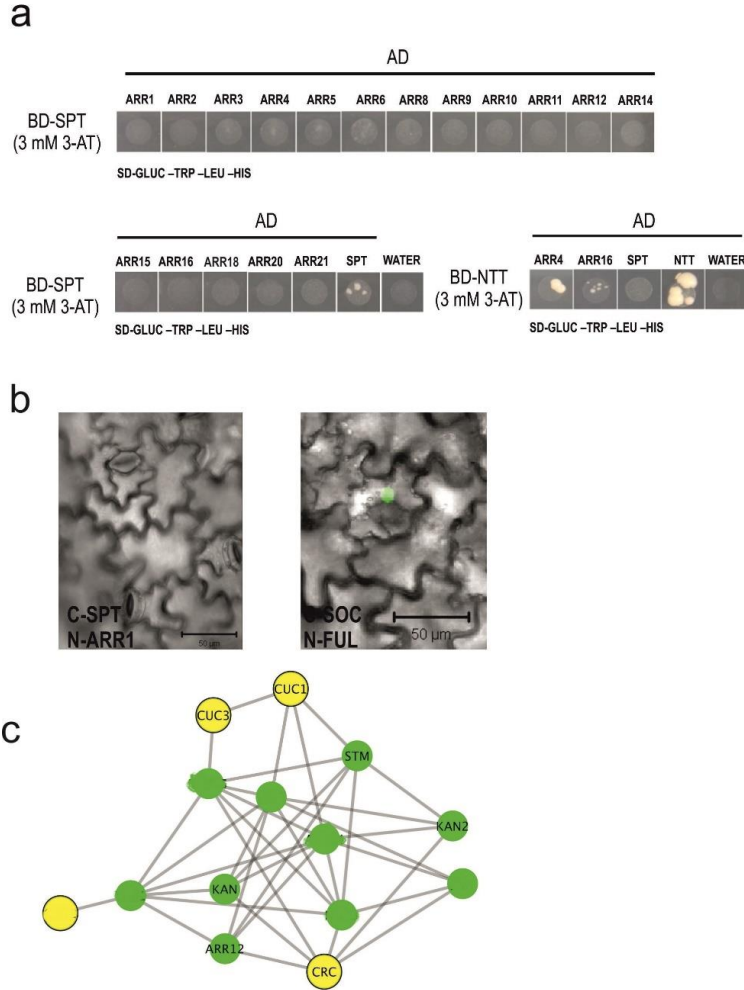 a
AD
ARR1 ARR2 ARR3 ARR4 ARR5 ARR6 ARR8 ARR9 ARR10 ARR11 ARR12 ARR14
BD-SPT
(3 mM 3-AT)
SD-GLUC –TRP –LEU –HIS
AD
ARR15 ARR16 ARR18 ARR20 ARR21 SPT WATER
BD-SPT
(3 mM 3-AT)
SD-GLUC –TRP –LEU –HIS
AD
ARR4 ARR16 SPT NTT WATER
BD-NTT
(3 mM 3-AT)
SD-GLUC –TRP –LEU –HIS
b
C-SPT
N-ARR1
50 µm
C-SOC
N-FUL
50 µm
c
CUC1
CUC3
STM
KAN2
KAN
ARR12
CRC